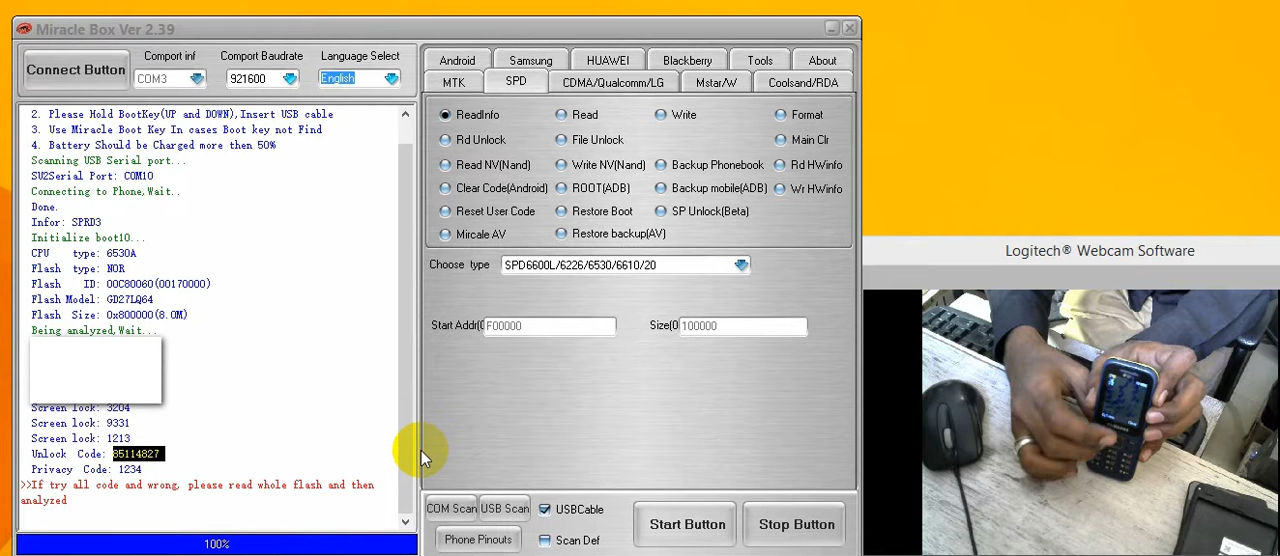 Miracle Box Ver 2.39
Connect Button
Comport inf
COM3
Comport Baudrate
921600
Language Select
English
2. Please Hold BootKey(UP and DOWN),Insert USB cable
3. Use Miracle Boot Key In cases Boot key not Find
4. Battery Should be Charged more then 50%
Scanning USB Serial port...
SU2Serial Port: COM10
Connecting to Phone,Wait..
Done.
Infor: SPRD3
Initialize boot10...
CPU type: 6530A
Flash type: NOR
Flash ID: 00C80060(00170000)
Flash Model: GD27LQ64
Flash Size: 0x800000(8.0M)
Being analyzed,Wait...
Screen lock: 3204
Screen lock: 9331
Screen lock: 1213
Unlock Code: 85114827
Privacy Code: 1234
>>If try all code and wrong, please read whole flash and then
analyzed
100%
Android Samsung HUAWEI Blackberry Tools About
MTK SPD CDMA/Qualcomm/LG Mstar/W Coolsand/RDA
ReadInfo Read Write Format
Rd Unlock File Unlock Main Clr
Read NV(Nand) Write NV(Nand) Backup Phonebook Rd HWinfo
Clear Code(Android) ROOT(ADB) Backup mobile(ADB) Wr HWinfo
Reset User Code Restore Boot SP Unlock(Beta)
Mircale AV Restore backup(AV)
Choose type SPD6600L/6226/6530/6610/20
Start Addr(0 F00000 Size(0 100000
COM Scan USB Scan USBCable
Phone Pinouts Scan Def
Start Button Stop Button
Logitech® Webcam Software